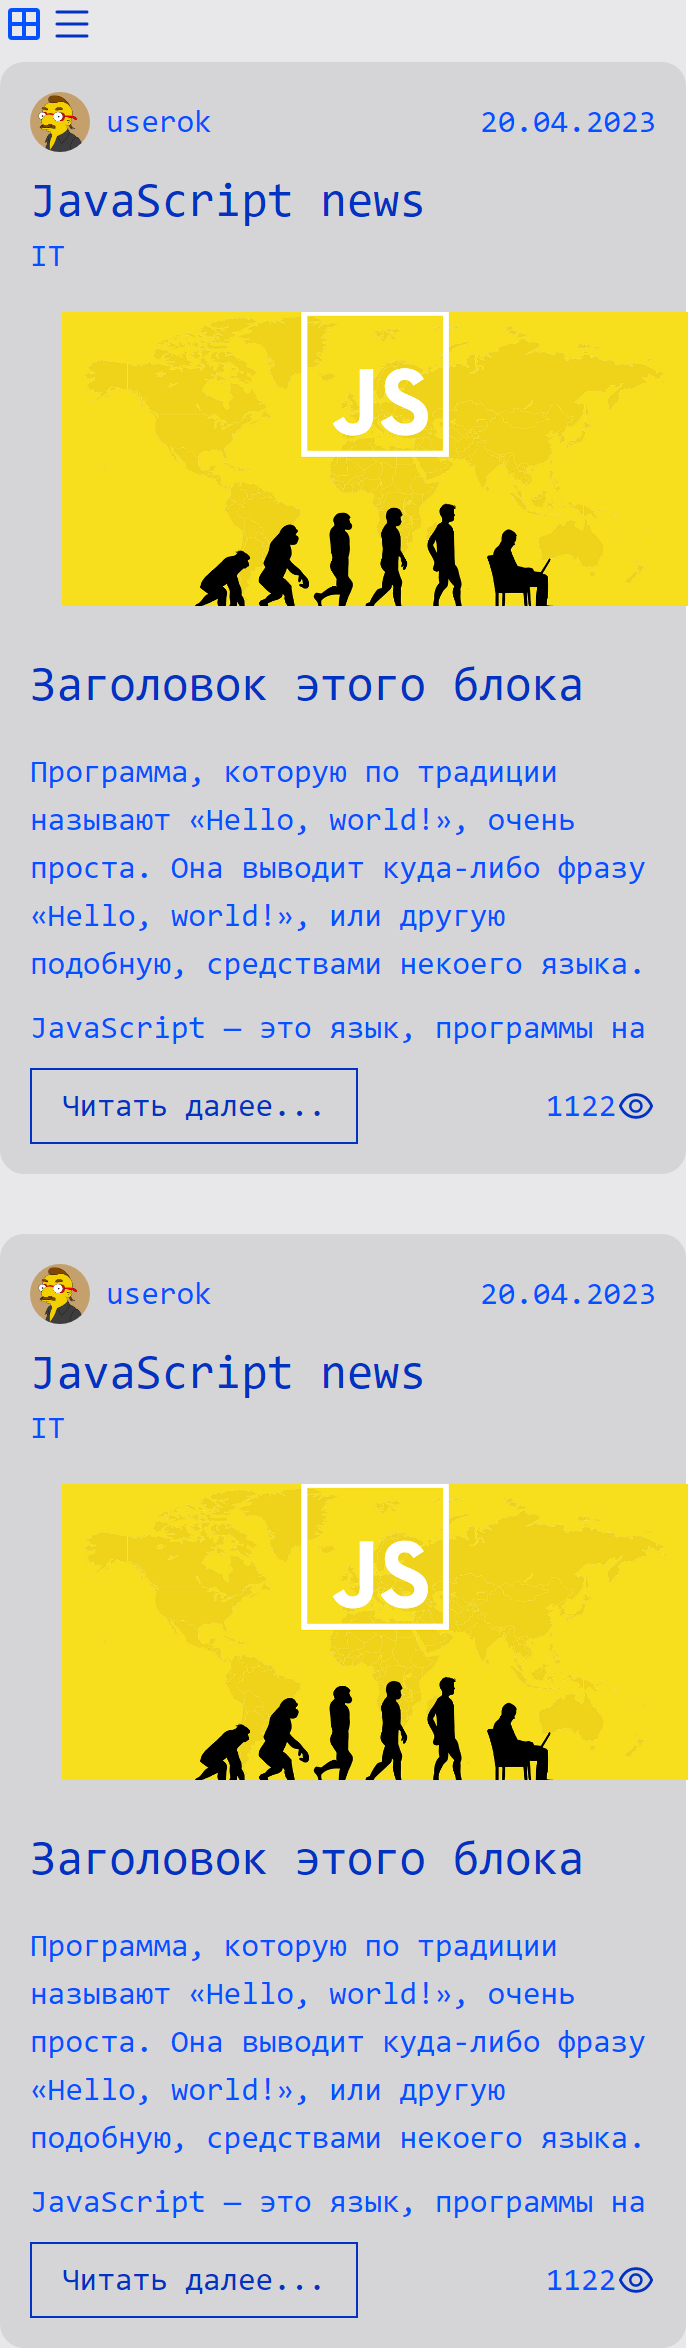 userok 20.04.2023
JavaScript news
IT
JS
Заголовок этого блока
Программа, которую по традиции
называют «Hello, world!», очень
проста. Она выводит куда-либо фразу
«Hello, world!», или другую
подобную, средствами некоего языка.
JavaScript — это язык, программы на
Читать далее... 1122
userok 20.04.2023
JavaScript news
IT
JS
Заголовок этого блока
Программа, которую по традиции
называют «Hello, world!», очень
проста. Она выводит куда-либо фразу
«Hello, world!», или другую
подобную, средствами некоего языка.
JavaScript — это язык, программы на
Читать далее... 1122